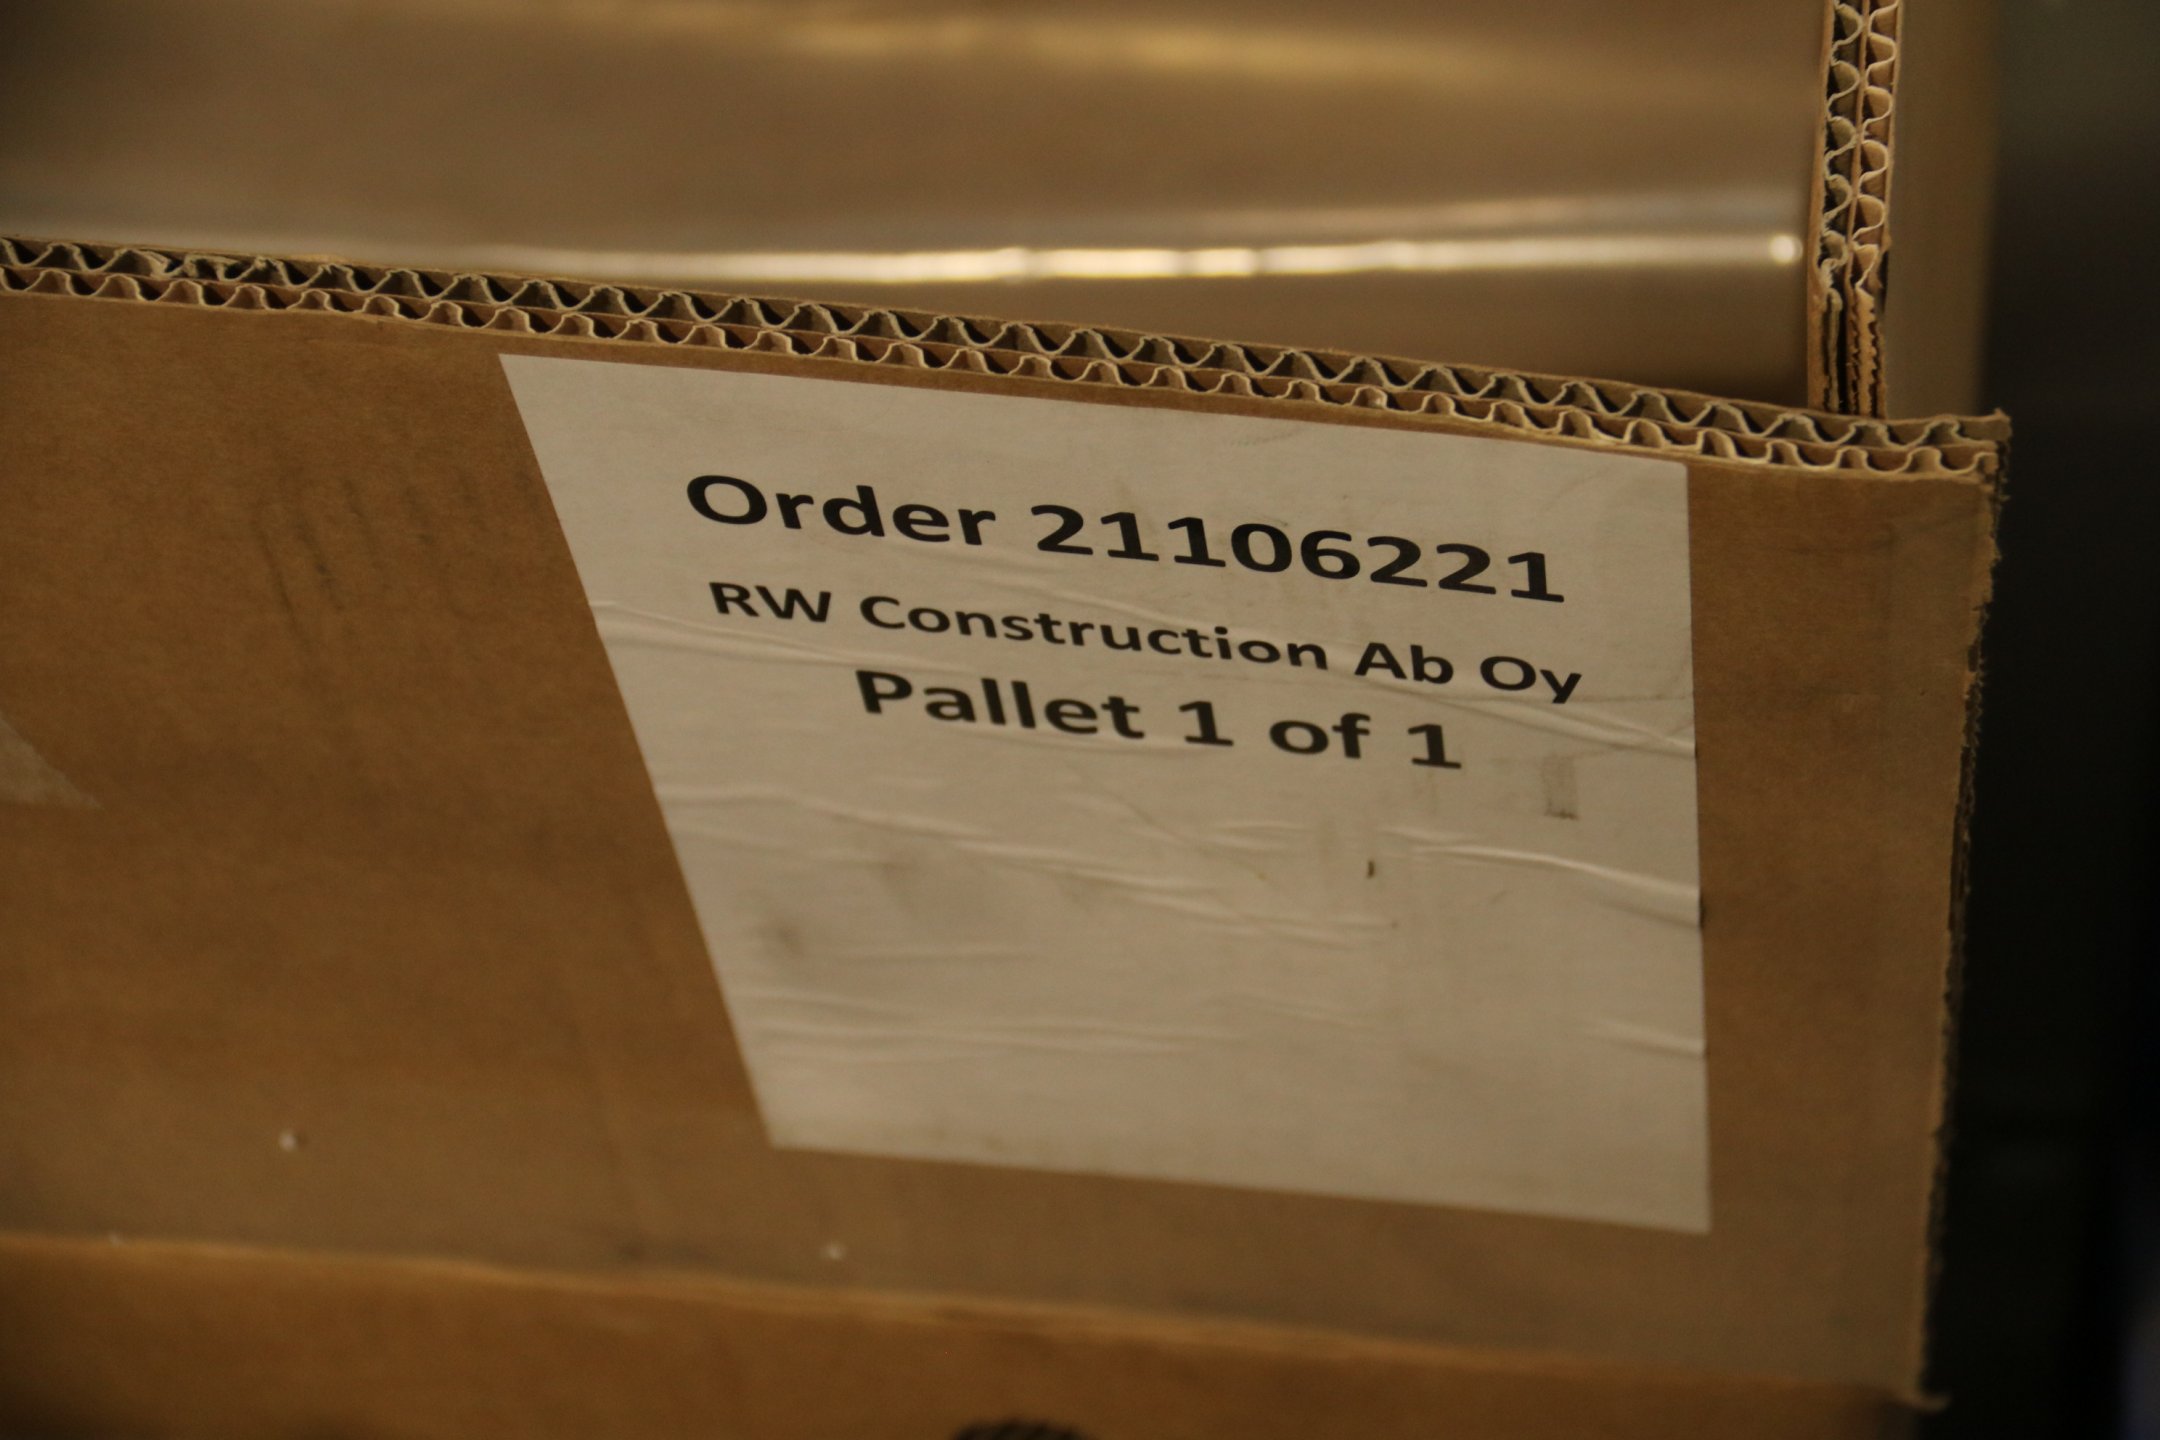 Order 21106221
RW Construction Ab Oy
Pallet 1 of 1